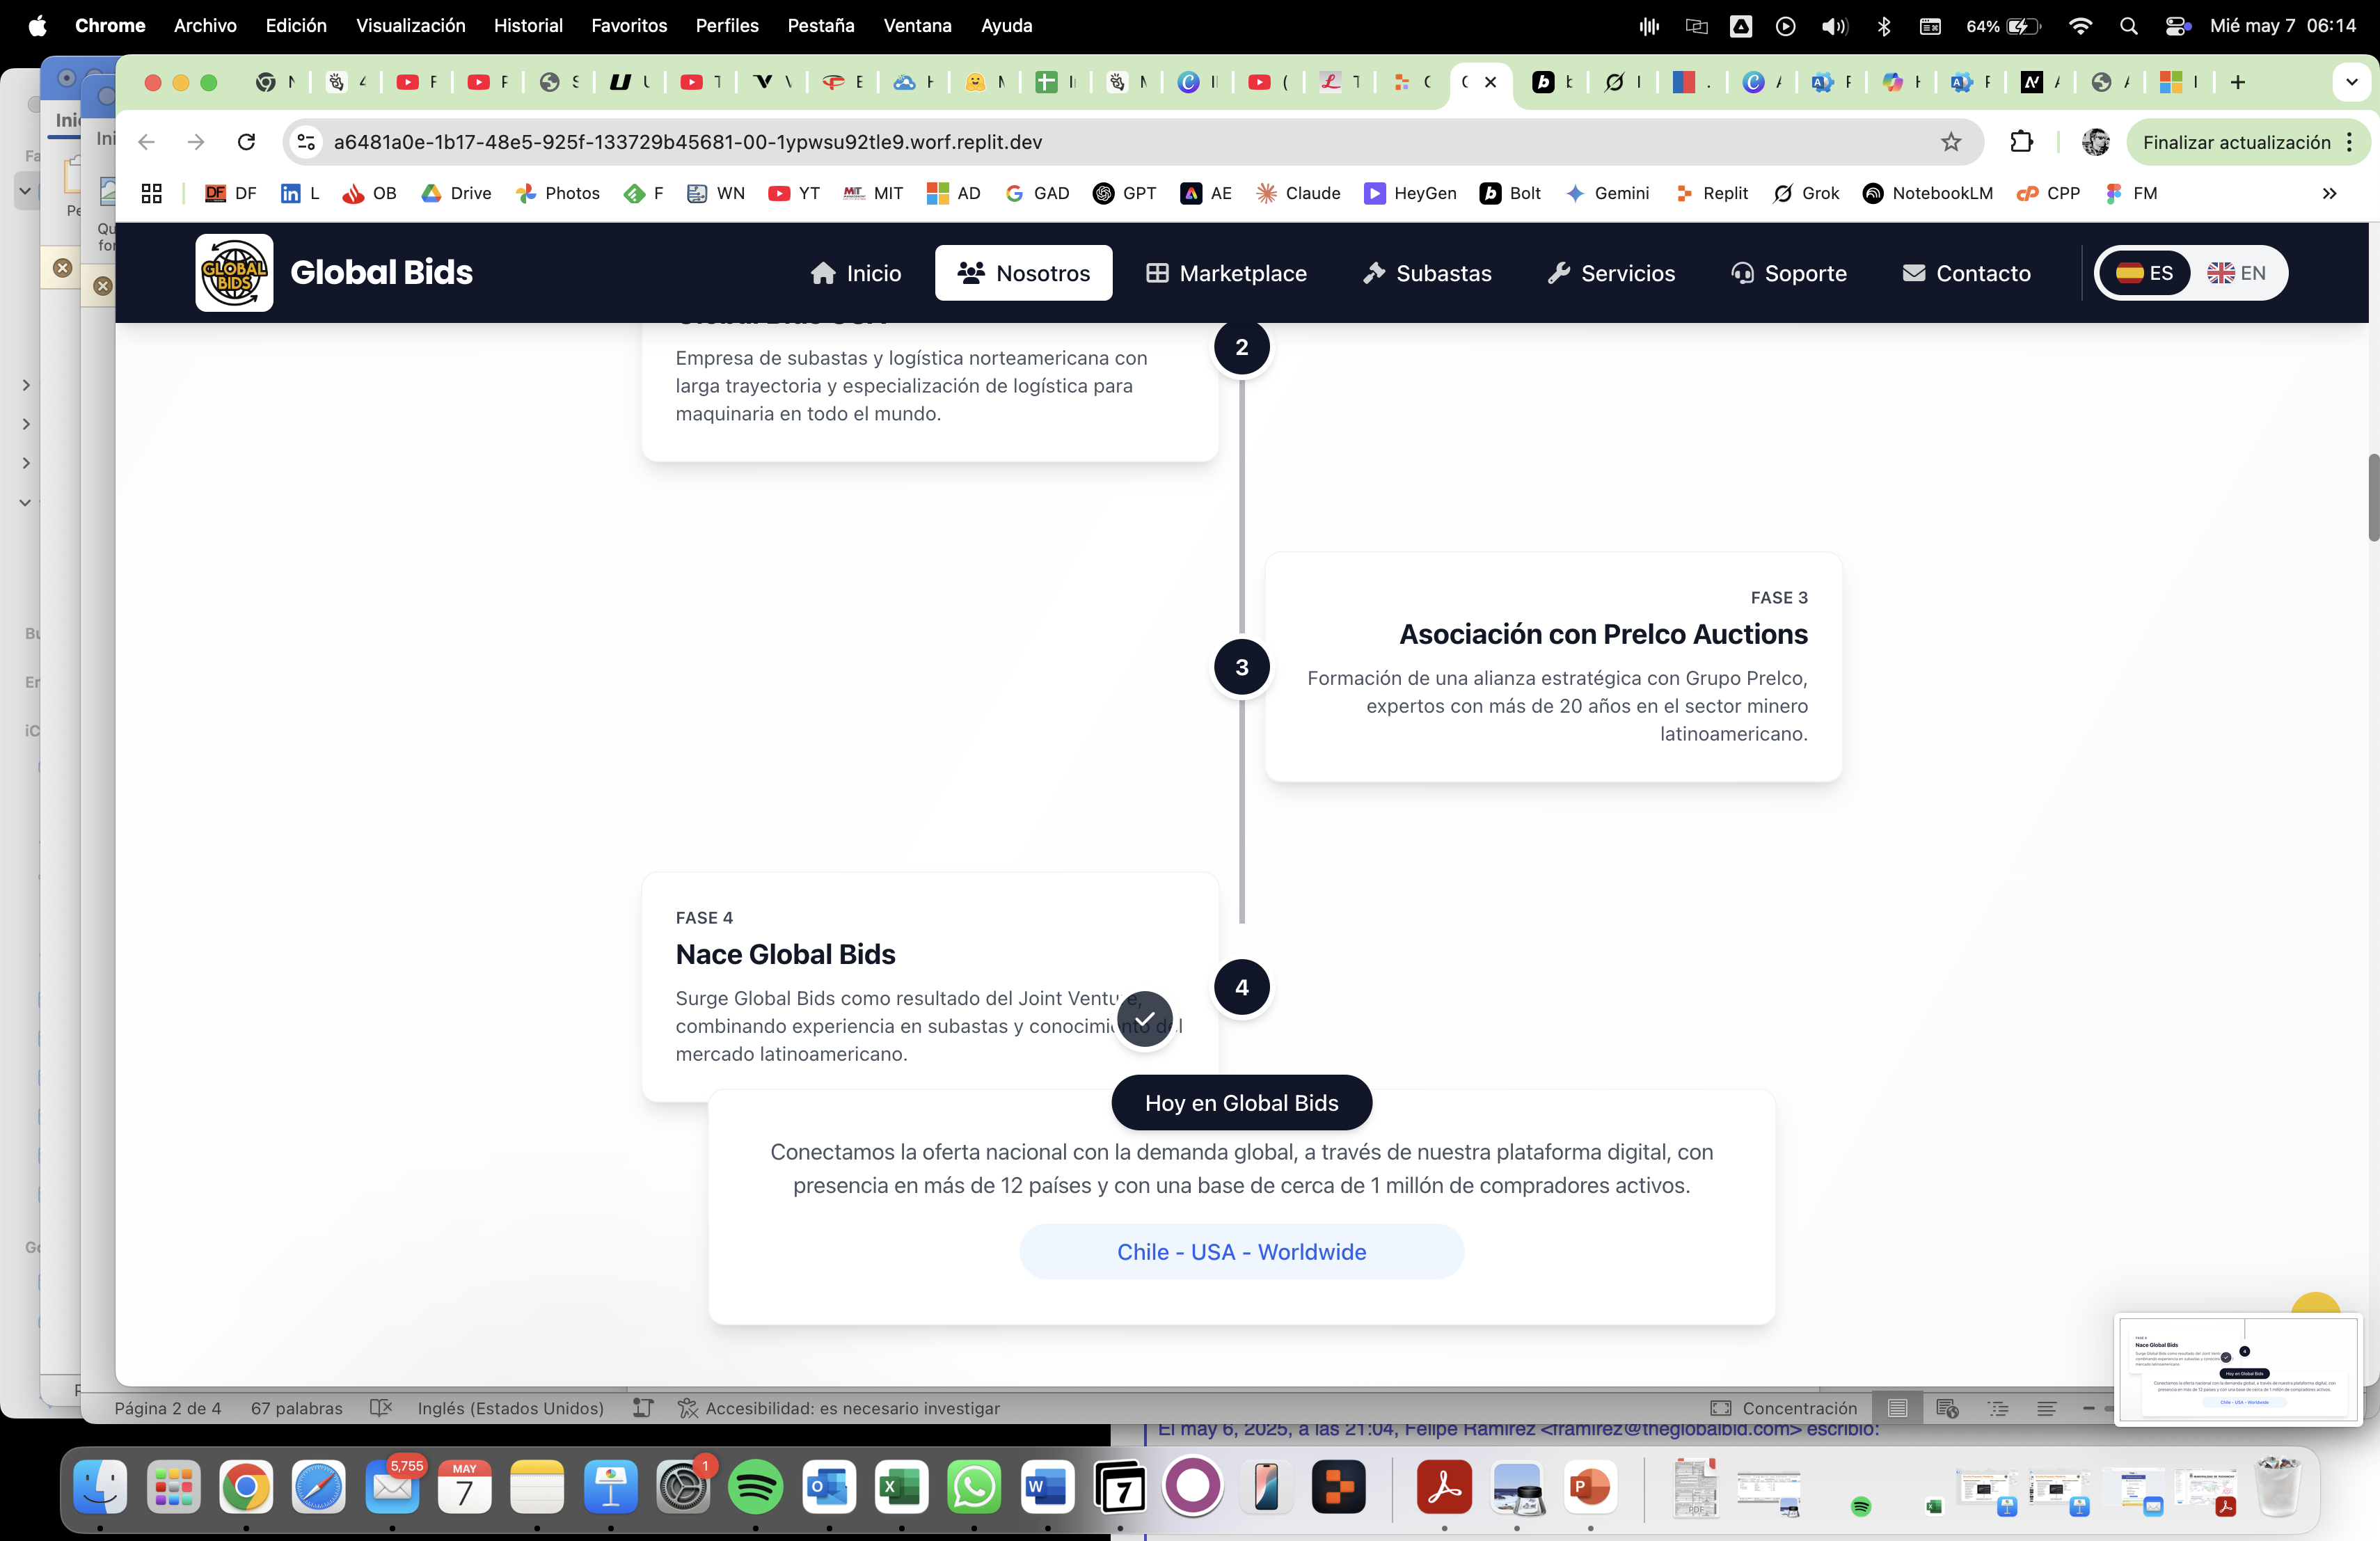 Chrome Archivo Edición Visualización Historial Favoritos Perfiles Pestaña Ventana Ayuda 64% Mié may 7 06:14
a6481a0e-1b17-48e5-925f-133729b45681-00-1ypwsu92tle9.worf.replit.dev Finalizar actualización
DF L OB Drive Photos F WN YT MIT AD GAD GPT AE Claude HeyGen Bolt Gemini Replit Grok NotebookLM CPP FM
GLOBAL BIDS Global Bids Inicio Nosotros Marketplace Subastas Servicios Soporte Contacto ES EN
2
Empresa de subastas y logística norteamericana con
larga trayectoria y especialización de logística para
maquinaria en todo el mundo.
FASE 3
Asociación con Prelco Auctions
3
Formación de una alianza estratégica con Grupo Prelco,
expertos con más de 20 años en el sector minero
latinoamericano.
FASE 4
Nace Global Bids
4
Surge Global Bids como resultado del Joint Venture,
combinando experiencia en subastas y conocimiento del
mercado latinoamericano.
Hoy en Global Bids
Conectamos la oferta nacional con la demanda global, a través de nuestra plataforma digital, con
presencia en más de 12 países y con una base de cerca de 1 millón de compradores activos.
Chile - USA - Worldwide
Página 2 de 4 67 palabras Inglés (Estados Unidos) Accesibilidad: es necesario investigar Concentración
El may 6, 2025, a las 21:04, Felipe Ramirez <framirez@theglobalbid.com> escribió:
5,755 MAY 7 1 7